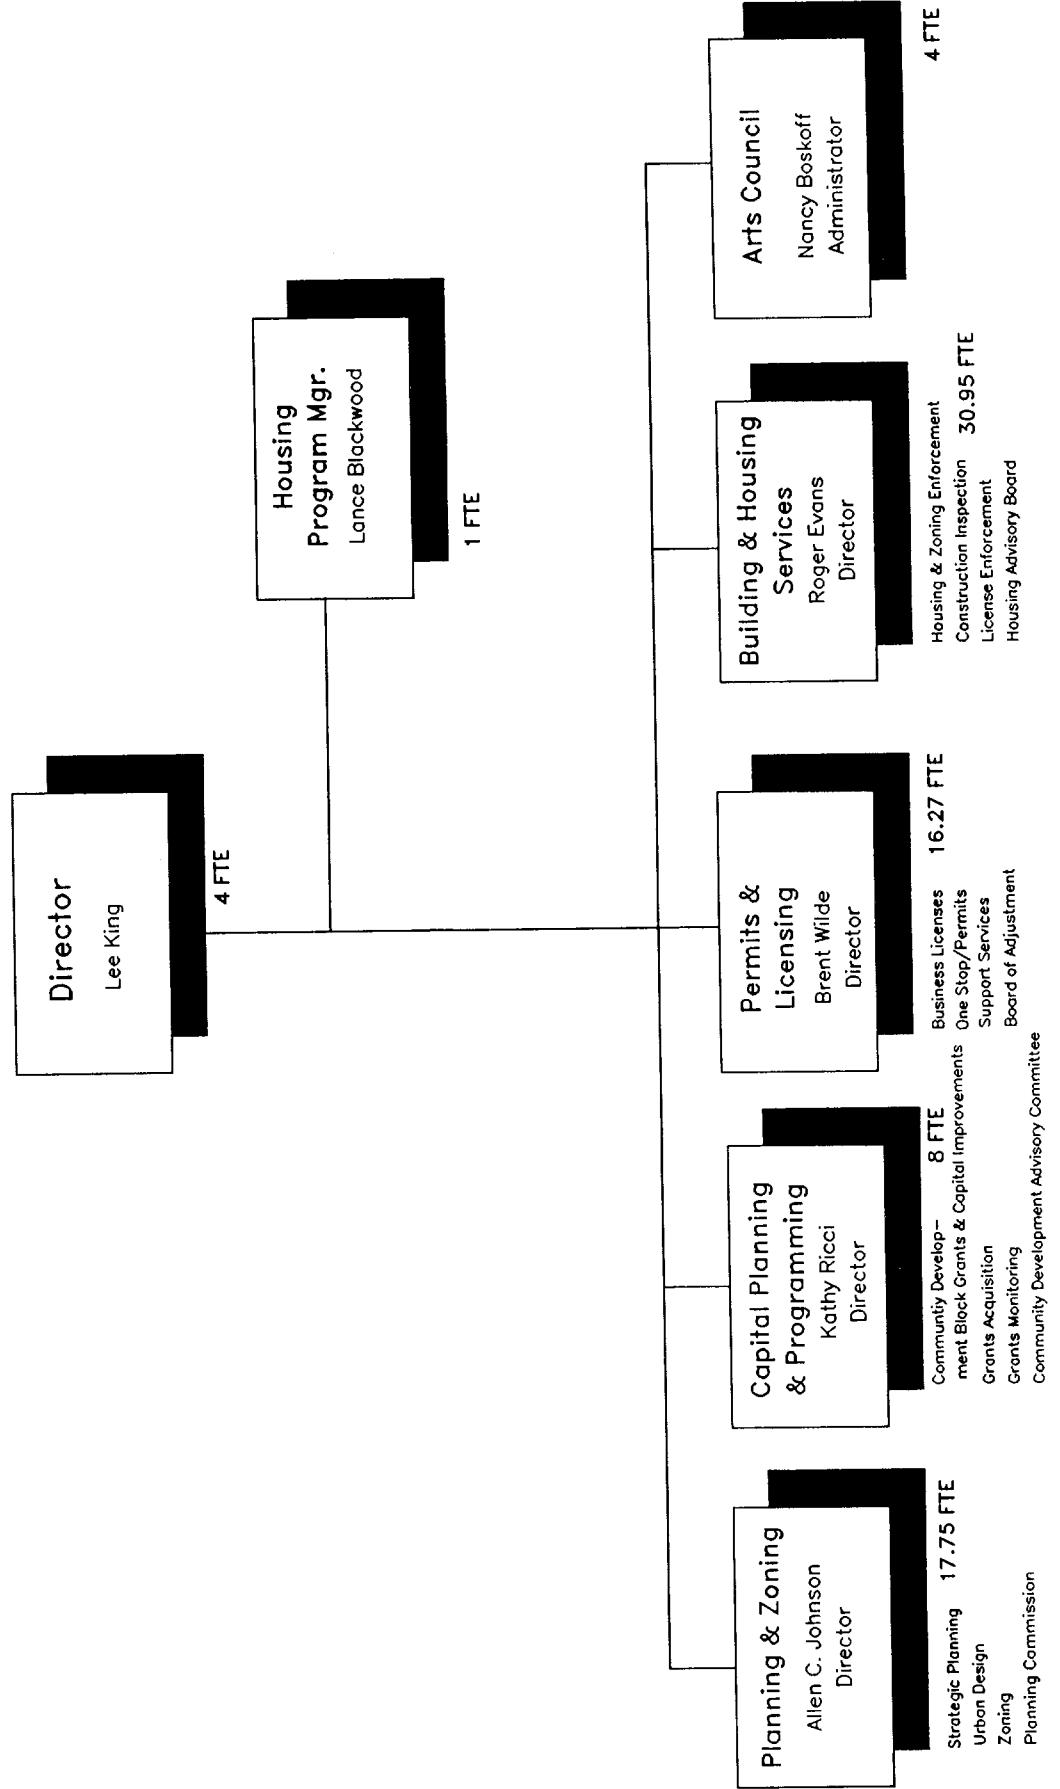 Director
Lee King
4 FTE
Housing
Program Mgr.
Lance Blackwood
1 FTE
Planning & Zoning
Allen C. Johnson
Director
17.75 FTE
Strategic Planning
Urban Design
Zoning
Planning Commission
Capital Planning
& Programming
Kathy Ricci
Director
8 FTE
Communtiy Develop-
ment Block Grants & Capital Improvements
Grants Acquisition
Grants Monitoring
Community Development Advisory Committee
Permits &
Licensing
Brent Wilde
Director
16.27 FTE
Business Licenses
One Stop/Permits
Support Services
Board of Adjustment
Building & Housing
Services
Roger Evans
Director
Housing & Zoning Enforcement
Construction Inspection 30.95 FTE
License Enforcement
Housing Advisory Board
Arts Council
Nancy Boskoff
Administrator
4 FTE